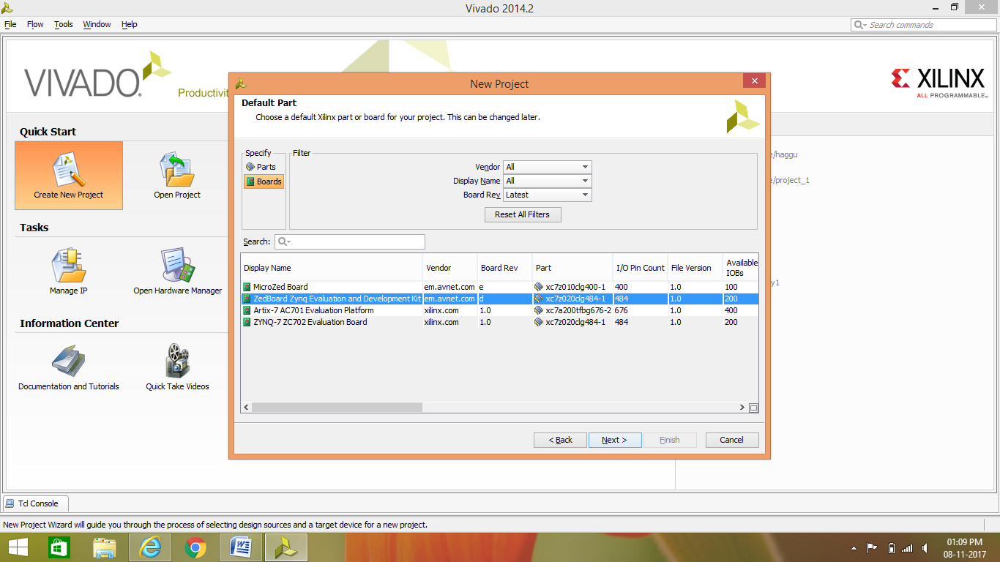 Vivado 2014.2
File Flow Tools Window Help
Search commands
VIVADO.
Productivit
XILINX
ALL PROGRAMMABLE™
Quick Start
Create New Project
Open Project
Tasks
Manage IP
Open Hardware Manager
Information Center
Documentation and Tutorials
Quick Take Videos
e/haggu
e/project_1
y1
New Project
Default Part
Choose a default Xilinx part or board for your project. This can be changed later.
Specify
Parts
Boards
Filter
Vendor All
Display Name All
Board Rev Latest
Reset All Filters
Search:
Display Name Vendor Board Rev Part I/O Pin Count File Version Available IOBs
MicroZed Board em.avnet.com e xc7z010clg400-1 400 1.0 100
ZedBoard Zynq Evaluation and Development Kit em.avnet.com d xc7z020clg484-1 484 1.0 200
Artix-7 AC701 Evaluation Platform xilinx.com 1.0 xc7a200tfbg676-2 676 1.0 400
ZYNQ-7 ZC702 Evaluation Board xilinx.com 1.0 xc7z020clg484-1 484 1.0 200
< Back Next > Finish Cancel
Tcl Console
New Project Wizard will guide you through the process of selecting design sources and a target device for a new project.
01:09 PM
08-11-2017